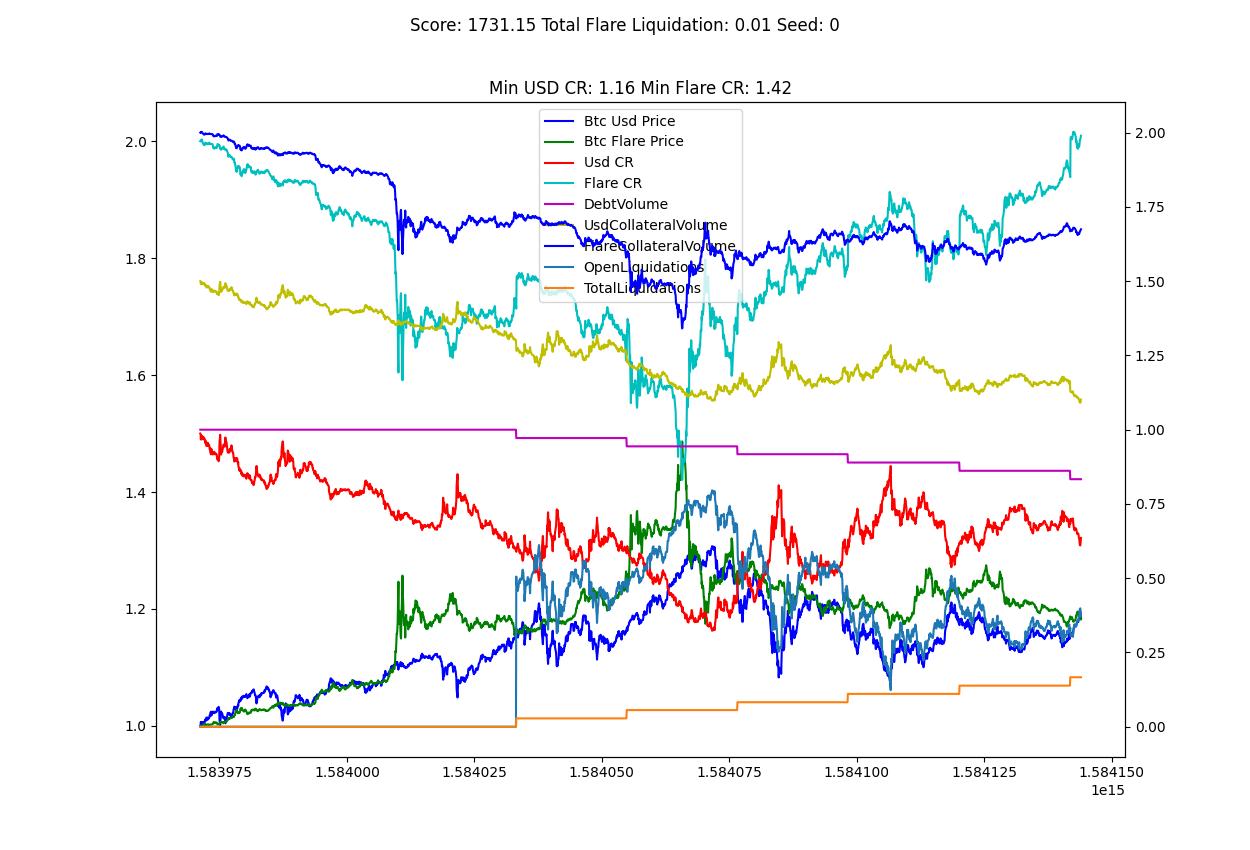 Score: 1731.15 Total Flare Liquidation: 0.01 Seed: 0
Min USD CR: 1.16 Min Flare CR: 1.42
Btc Usd Price
Btc Flare Price
Usd CR
Flare CR
DebtVolume
UsdCollateralVolume
FlareCollateralVolume
OpenLiquidations
TotalLiquidations
2.0
1.8
1.6
1.4
1.2
1.0
2.00
1.75
1.50
1.25
1.00
0.75
0.50
0.25
0.00
1.583975 1.584000 1.584025 1.584050 1.584075 1.584100 1.584125 1.584150
1e15